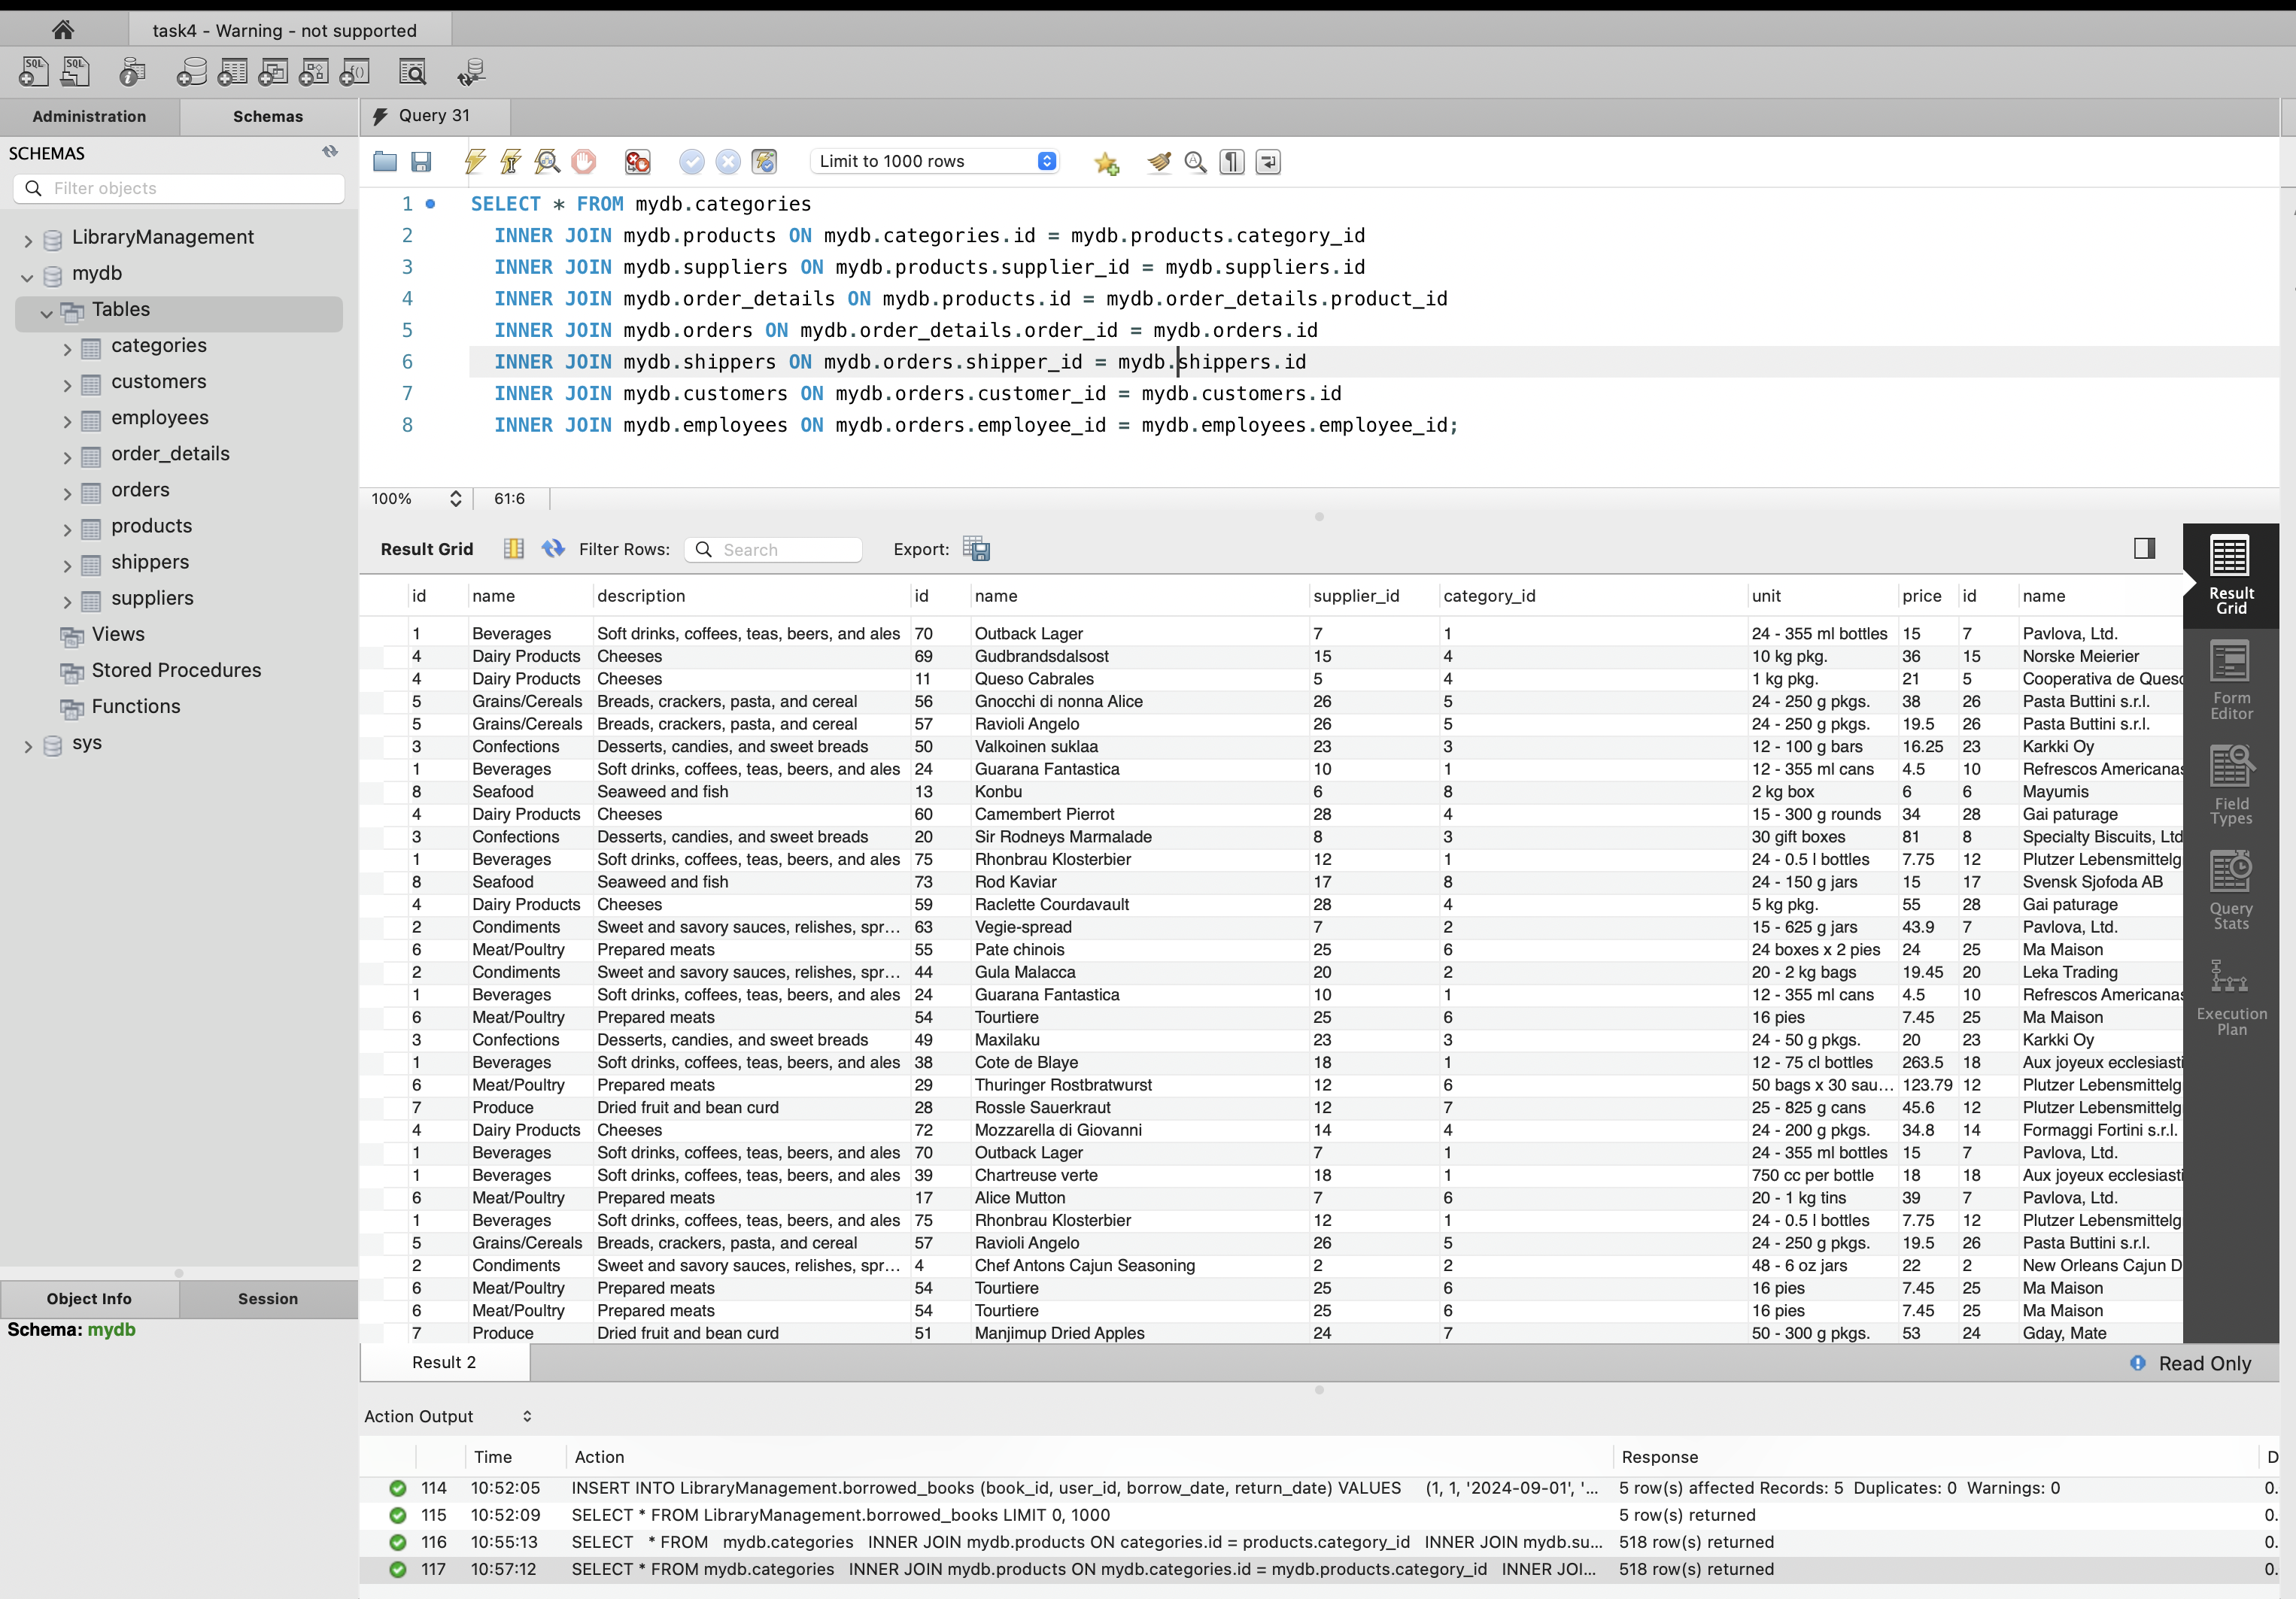 task4 - Warning - not supported
Administration Schemas Query 31
SCHEMAS
Filter objects
Limit to 1000 rows
LibraryManagement
mydb
Tables
categories
customers
employees
order_details
orders
products
shippers
suppliers
Views
Stored Procedures
Functions
sys
1 SELECT * FROM mydb.categories
2 INNER JOIN mydb.products ON mydb.categories.id = mydb.products.category_id
3 INNER JOIN mydb.suppliers ON mydb.products.supplier_id = mydb.suppliers.id
4 INNER JOIN mydb.order_details ON mydb.products.id = mydb.order_details.product_id
5 INNER JOIN mydb.orders ON mydb.order_details.order_id = mydb.orders.id
6 INNER JOIN mydb.shippers ON mydb.orders.shipper_id = mydb.shippers.id
7 INNER JOIN mydb.customers ON mydb.orders.customer_id = mydb.customers.id
8 INNER JOIN mydb.employees ON mydb.orders.employee_id = mydb.employees.employee_id;
100% 61:6
Result Grid Filter Rows: Search Export:
id name description id name supplier_id category_id unit price id name
1 Beverages Soft drinks, coffees, teas, beers, and ales 70 Outback Lager 7 1 24 - 355 ml bottles 15 7 Pavlova, Ltd.
4 Dairy Products Cheeses 69 Gudbrandsdalsost 15 4 10 kg pkg. 36 15 Norske Meierier
4 Dairy Products Cheeses 11 Queso Cabrales 5 4 1 kg pkg. 21 5 Cooperativa de Queso
5 Grains/Cereals Breads, crackers, pasta, and cereal 56 Gnocchi di nonna Alice 26 5 24 - 250 g pkgs. 38 26 Pasta Buttini s.r.l.
5 Grains/Cereals Breads, crackers, pasta, and cereal 57 Ravioli Angelo 26 5 24 - 250 g pkgs. 19.5 26 Pasta Buttini s.r.l.
3 Confections Desserts, candies, and sweet breads 50 Valkoinen suklaa 23 3 12 - 100 g bars 16.25 23 Karkki Oy
1 Beverages Soft drinks, coffees, teas, beers, and ales 24 Guarana Fantastica 10 1 12 - 355 ml cans 4.5 10 Refrescos Americanas
8 Seafood Seaweed and fish 13 Konbu 6 8 2 kg box 6 6 Mayumis
4 Dairy Products Cheeses 60 Camembert Pierrot 28 4 15 - 300 g rounds 34 28 Gai paturage
3 Confections Desserts, candies, and sweet breads 20 Sir Rodneys Marmalade 8 3 30 gift boxes 81 8 Specialty Biscuits, Ltd
1 Beverages Soft drinks, coffees, teas, beers, and ales 75 Rhonbrau Klosterbier 12 1 24 - 0.5 l bottles 7.75 12 Plutzer Lebensmittelg
8 Seafood Seaweed and fish 73 Rod Kaviar 17 8 24 - 150 g jars 15 17 Svensk Sjofoda AB
4 Dairy Products Cheeses 59 Raclette Courdavault 28 4 5 kg pkg. 55 28 Gai paturage
2 Condiments Sweet and savory sauces, relishes, spr... 63 Vegie-spread 7 2 15 - 625 g jars 43.9 7 Pavlova, Ltd.
6 Meat/Poultry Prepared meats 55 Pate chinois 25 6 24 boxes x 2 pies 24 25 Ma Maison
2 Condiments Sweet and savory sauces, relishes, spr... 44 Gula Malacca 20 2 20 - 2 kg bags 19.45 20 Leka Trading
1 Beverages Soft drinks, coffees, teas, beers, and ales 24 Guarana Fantastica 10 1 12 - 355 ml cans 4.5 10 Refrescos Americanas
6 Meat/Poultry Prepared meats 54 Tourtiere 25 6 16 pies 7.45 25 Ma Maison
3 Confections Desserts, candies, and sweet breads 49 Maxilaku 23 3 24 - 50 g pkgs. 20 23 Karkki Oy
1 Beverages Soft drinks, coffees, teas, beers, and ales 38 Cote de Blaye 18 1 12 - 75 cl bottles 263.5 18 Aux joyeux ecclesiasti
6 Meat/Poultry Prepared meats 29 Thuringer Rostbratwurst 12 6 50 bags x 30 sau... 123.79 12 Plutzer Lebensmittelg
7 Produce Dried fruit and bean curd 28 Rossle Sauerkraut 12 7 25 - 825 g cans 45.6 12 Plutzer Lebensmittelg
4 Dairy Products Cheeses 72 Mozzarella di Giovanni 14 4 24 - 200 g pkgs. 34.8 14 Formaggi Fortini s.r.l.
1 Beverages Soft drinks, coffees, teas, beers, and ales 70 Outback Lager 7 1 24 - 355 ml bottles 15 7 Pavlova, Ltd.
1 Beverages Soft drinks, coffees, teas, beers, and ales 39 Chartreuse verte 18 1 750 cc per bottle 18 18 Aux joyeux ecclesiasti
6 Meat/Poultry Prepared meats 17 Alice Mutton 7 6 20 - 1 kg tins 39 7 Pavlova, Ltd.
1 Beverages Soft drinks, coffees, teas, beers, and ales 75 Rhonbrau Klosterbier 12 1 24 - 0.5 l bottles 7.75 12 Plutzer Lebensmittelg
5 Grains/Cereals Breads, crackers, pasta, and cereal 57 Ravioli Angelo 26 5 24 - 250 g pkgs. 19.5 26 Pasta Buttini s.r.l.
2 Condiments Sweet and savory sauces, relishes, spr... 4 Chef Antons Cajun Seasoning 2 2 48 - 6 oz jars 22 2 New Orleans Cajun D
6 Meat/Poultry Prepared meats 54 Tourtiere 25 6 16 pies 7.45 25 Ma Maison
6 Meat/Poultry Prepared meats 54 Tourtiere 25 6 16 pies 7.45 25 Ma Maison
7 Produce Dried fruit and bean curd 51 Manjimup Dried Apples 24 7 50 - 300 g pkgs. 53 24 Gday, Mate
Result
Grid
Form
Editor
Field
Types
Query
Stats
Execution
Plan
Object Info Session
Schema: mydb
Result 2 Read Only
Action Output
Time Action Response D
114 10:52:05 INSERT INTO LibraryManagement.borrowed_books (book_id, user_id, borrow_date, return_date) VALUES (1, 1, '2024-09-01', '... 5 row(s) affected Records: 5 Duplicates: 0 Warnings: 0 0.
115 10:52:09 SELECT * FROM LibraryManagement.borrowed_books LIMIT 0, 1000 5 row(s) returned 0.
116 10:55:13 SELECT * FROM mydb.categories INNER JOIN mydb.products ON categories.id = products.category_id INNER JOIN mydb.su... 518 row(s) returned 0.
117 10:57:12 SELECT * FROM mydb.categories INNER JOIN mydb.products ON mydb.categories.id = mydb.products.category_id INNER JOI... 518 row(s) returned 0.